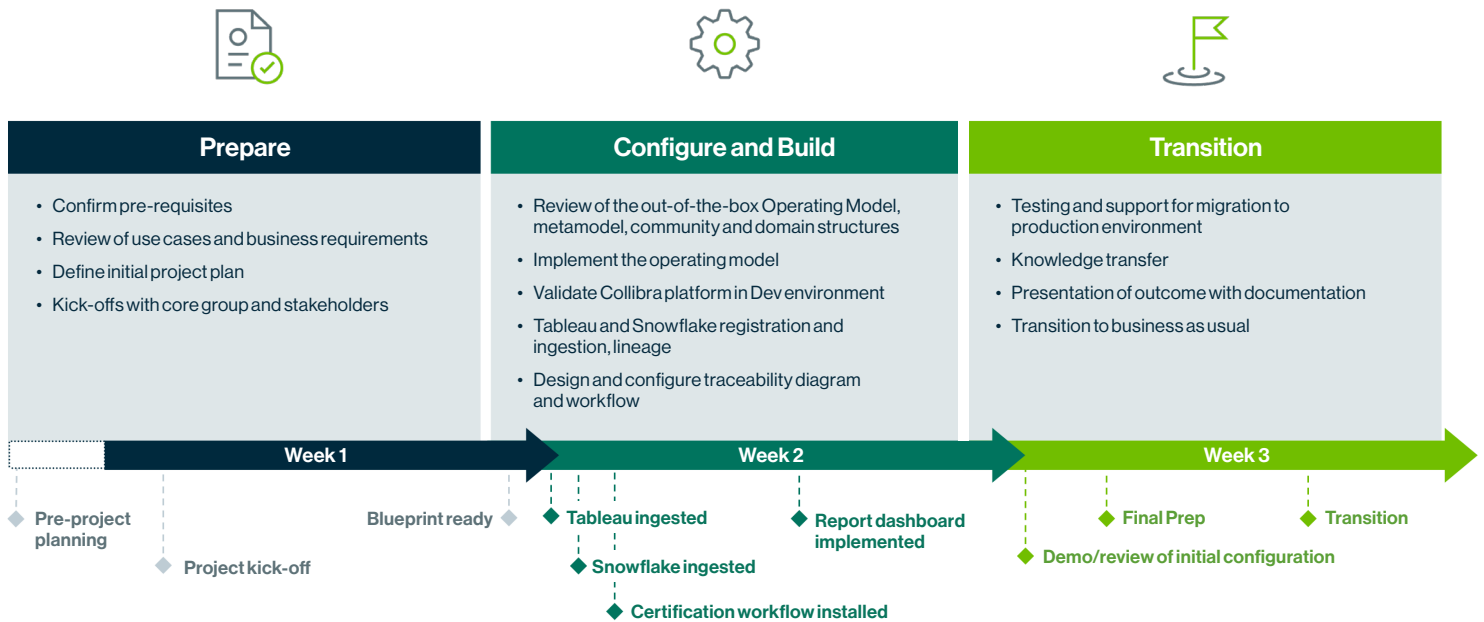 Prepare
• Confirm pre-requisites
• Review of use cases and business requirements
• Define initial project plan
• Kick-offs with core group and stakeholders
Configure and Build
• Review of the out-of-the-box Operating Model,
metamodel, community and domain structures
• Implement the operating model
• Validate Collibra platform in Dev environment
• Tableau and Snowflake registration and
ingestion, lineage
• Design and configure traceability diagram
and workflow
Transition
• Testing and support for migration to
production environment
• Knowledge transfer
• Presentation of outcome with documentation
• Transition to business as usual
Week 1
Week 2
Week 3
Pre-project
planning
Project kick-off
Blueprint ready
Tableau ingested
Snowflake ingested
Certification workflow installed
Report dashboard
implemented
Demo/review of initial configuration
Final Prep
Transition